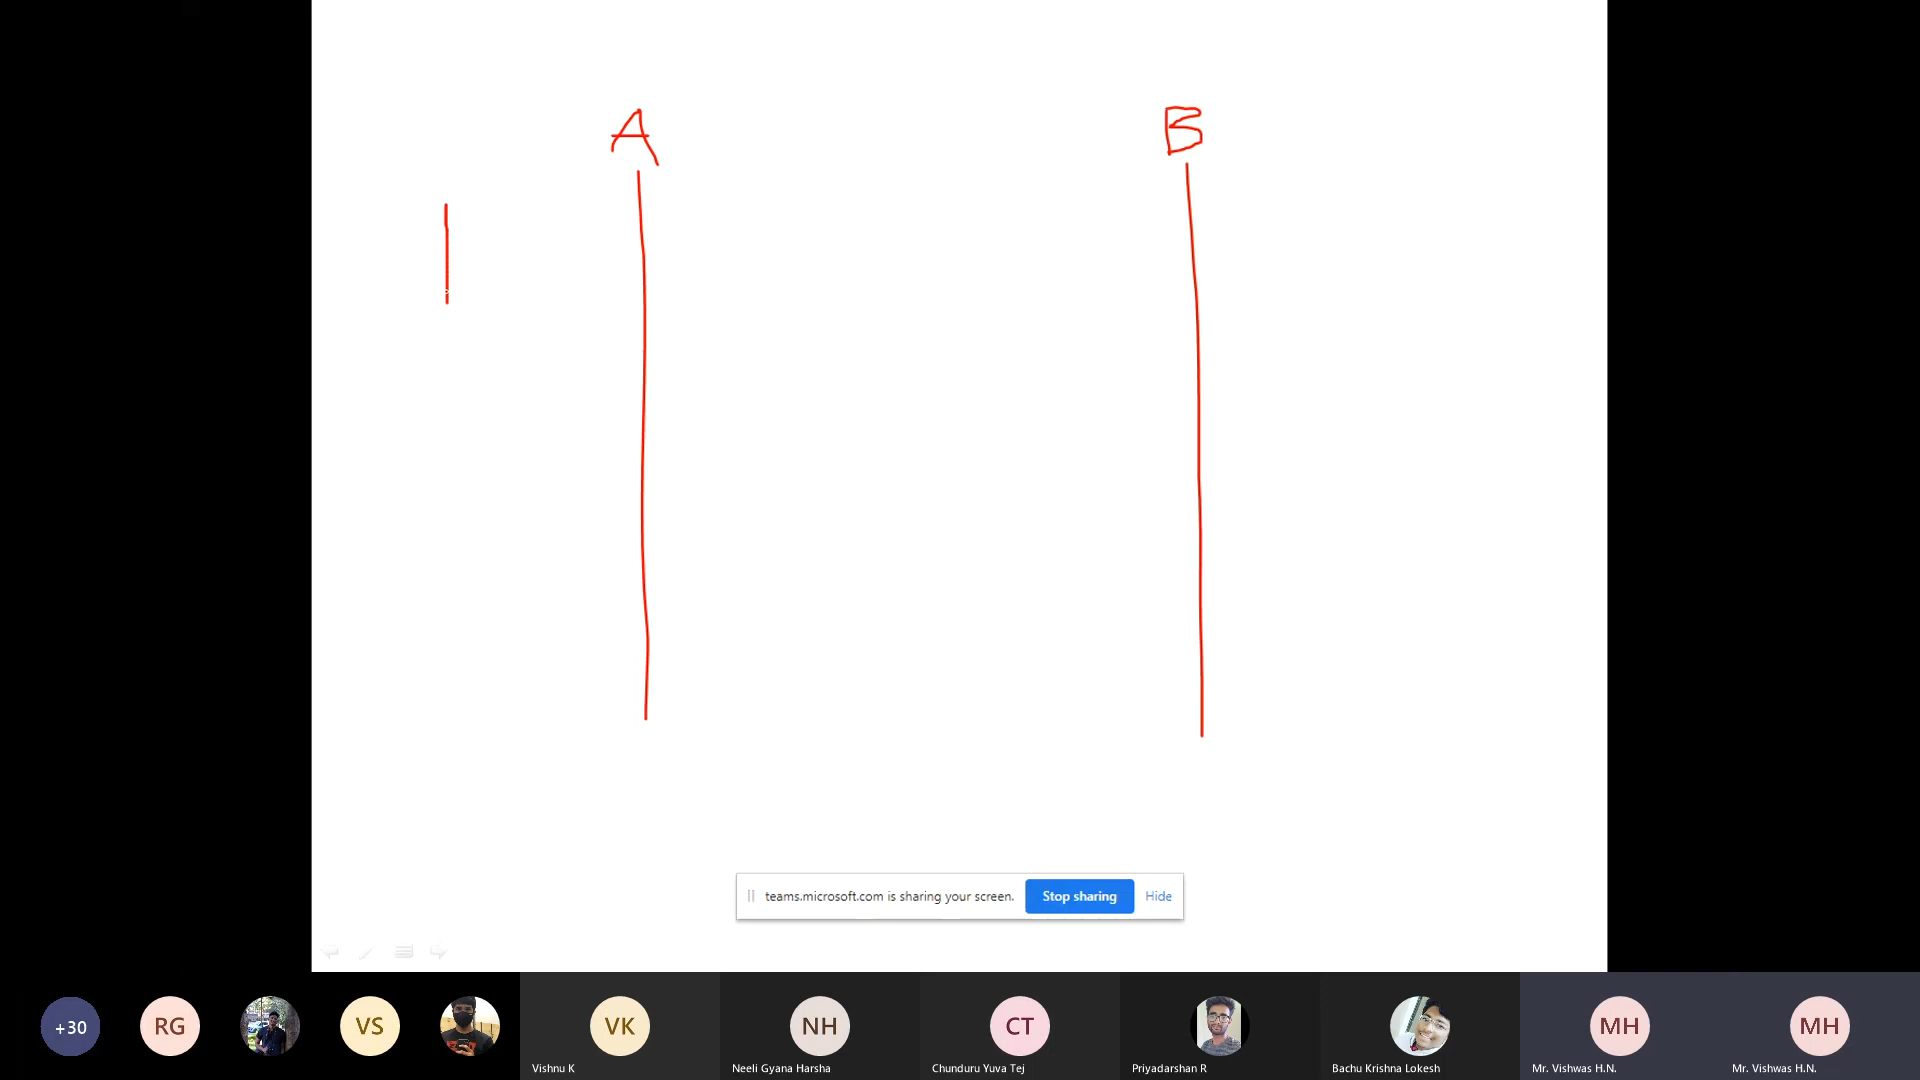 A B
teams.microsoft.com is sharing your screen. Stop sharing Hide
+30 RG VS VK NH CT MH MH
Vishnu K Neeli Gyana Harsha Chunduru Yuva Tej Priyadarshan R Bachu Krishna Lokesh Mr. Vishwas H.N. Mr. Vishwas H.N.